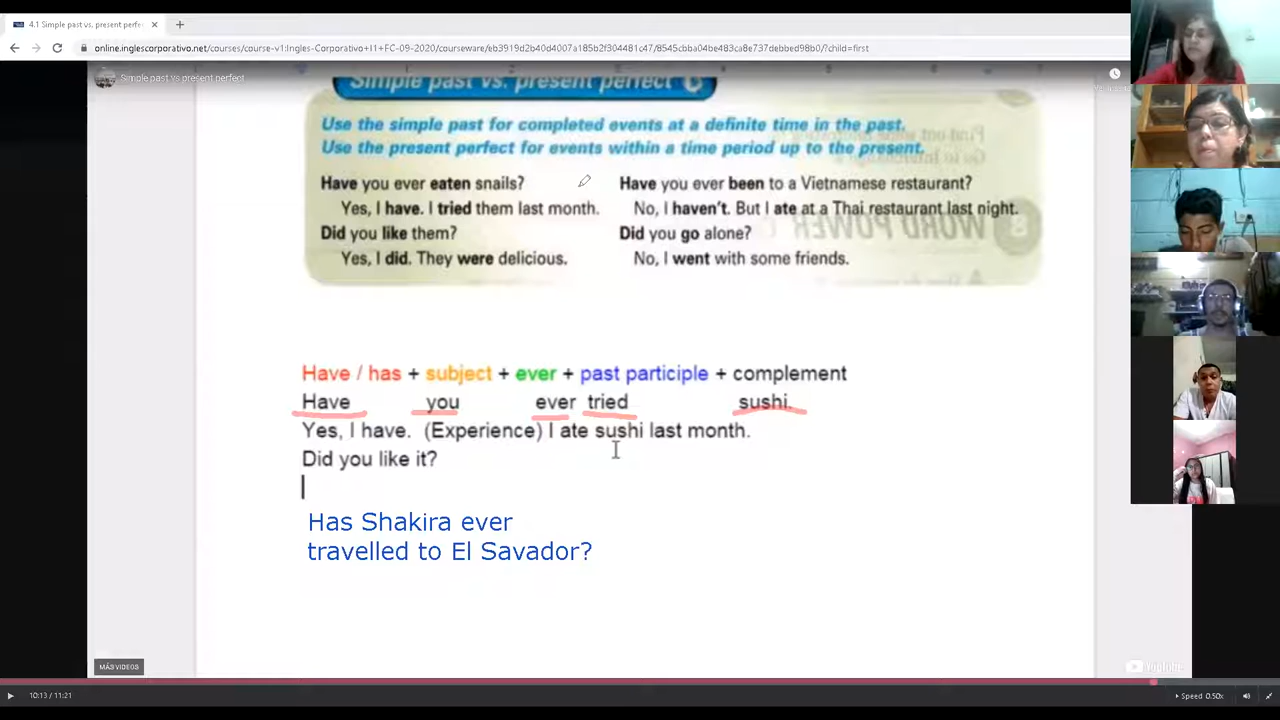 4.1 Simple past vs. present perfe
online.inglescorporativo.net/courses/course-v1:Ingles-Corporativo+I1+FC-09-2020/courseware/eb3919d2b40d4007a185b2f304481c47/8545cbba04be483ca8e737debbed98b0/?child=first
Simple past vs present perfect
Simple past vs. present perfect
Use the simple past for completed events at a definite time in the past.
Use the present perfect for events within a time period up to the present.
Have you ever eaten snails?
Yes, I have. I tried them last month.
Did you like them?
Yes, I did. They were delicious.
Have you ever been to a Vietnamese restaurant?
No, I haven't. But I ate at a Thai restaurant last night.
Did you go alone?
No, I went with some friends.
WORD POWER
Have / has + subject + ever + past participle + complement
Have you ever tried sushi.
Yes, I have. (Experience) I ate sushi last month.
Did you like it?
Has Shakira ever
travelled to El Savador?
MÁS VIDEOS
YouTube
10:13 / 11:21
Speed 0.50x